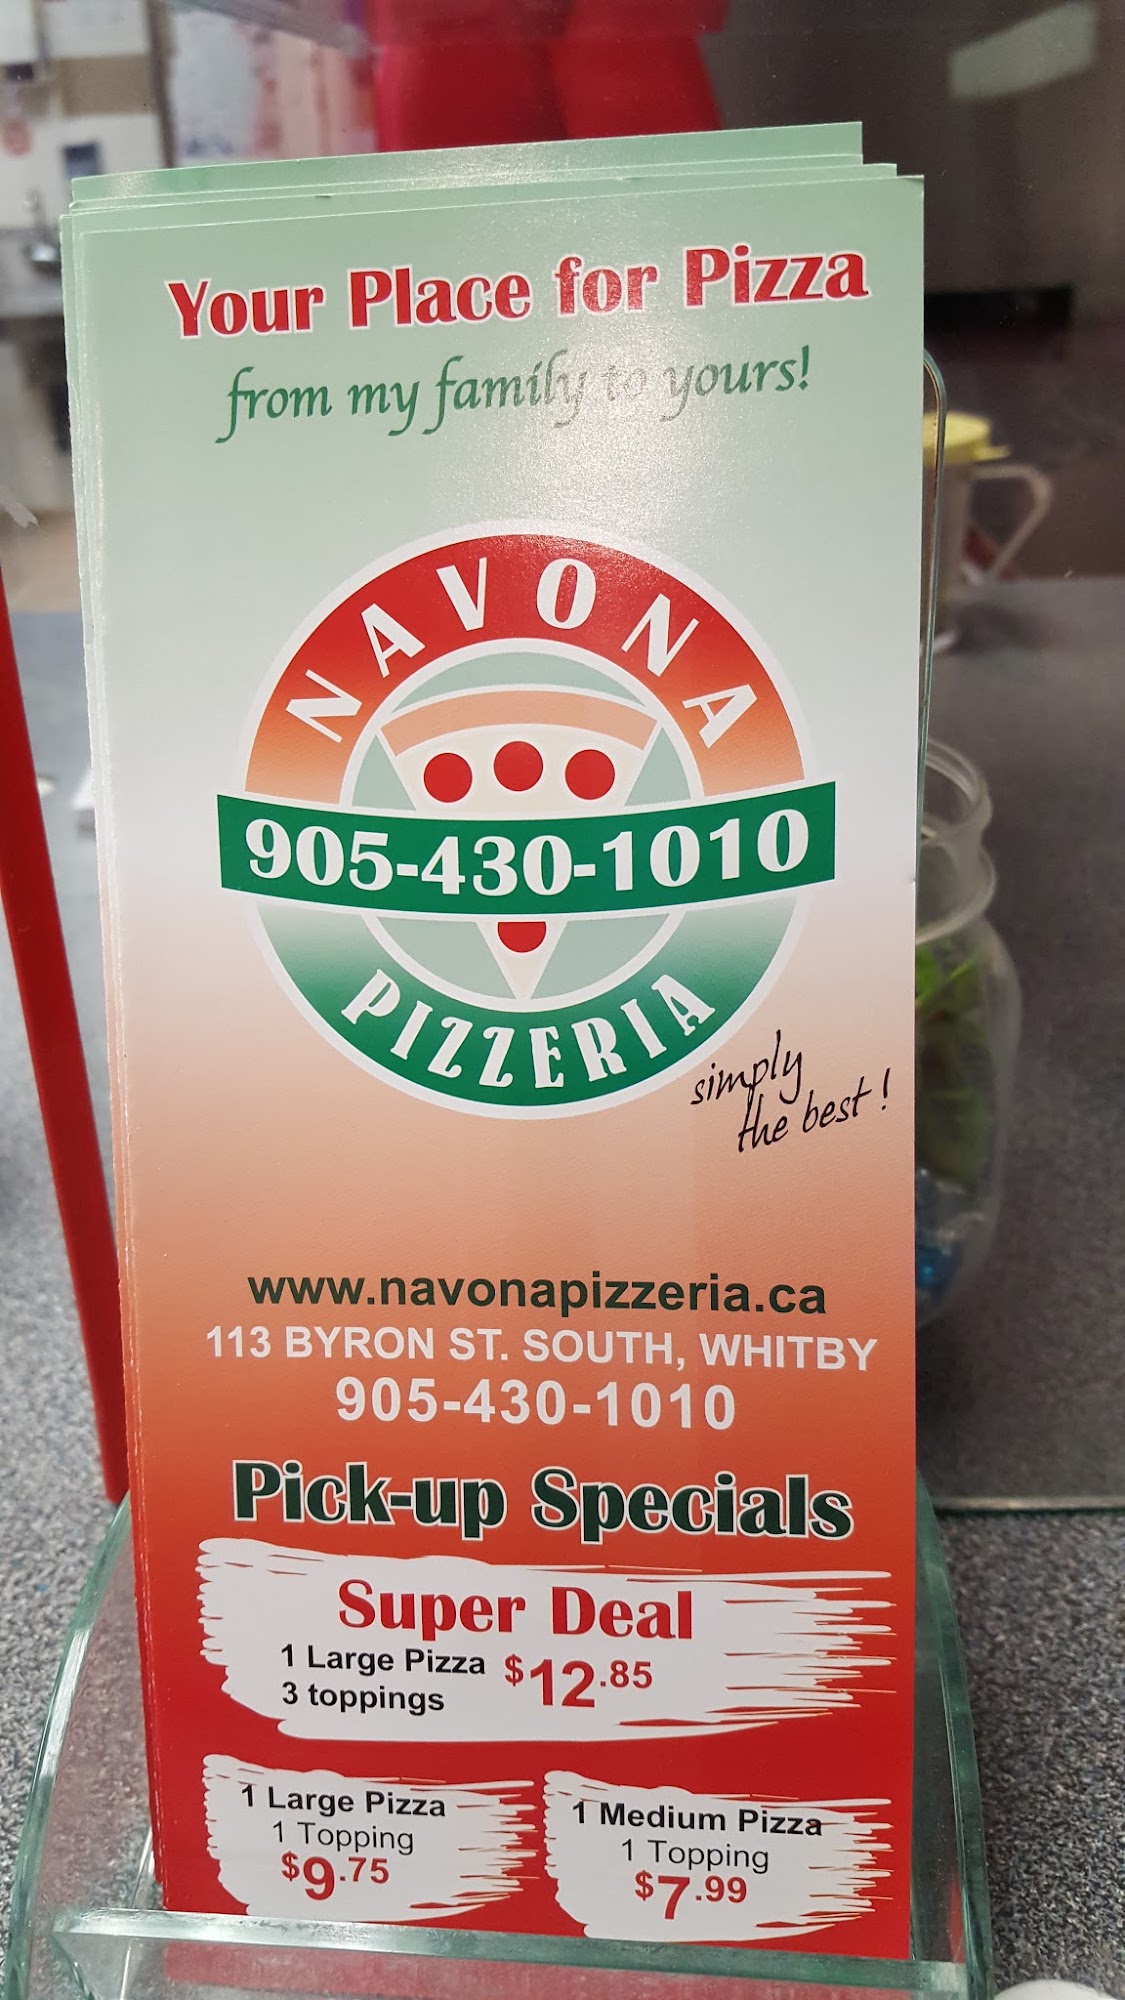 Your Place for Pizza
from my family to yours!
NAVONA
905-430-1010
PIZZERIA
simply
the best!
www.navonapizzeria.ca
113 BYRON ST. SOUTH, WHITBY
905-430-1010
Pick-up Specials
Super Deal
1 Large Pizza $12.85
3 toppings
1 Large Pizza
1 Topping
$9.75
1 Medium Pizza
1 Topping
$7.99